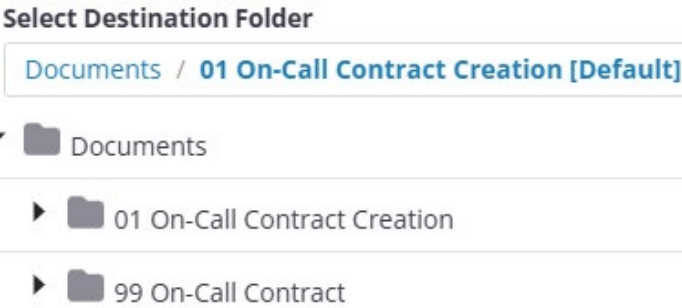 Select Destination Folder
Documents / 01 On-Call Contract Creation [Default]
Documents
01 On-Call Contract Creation
99 On-Call Contract